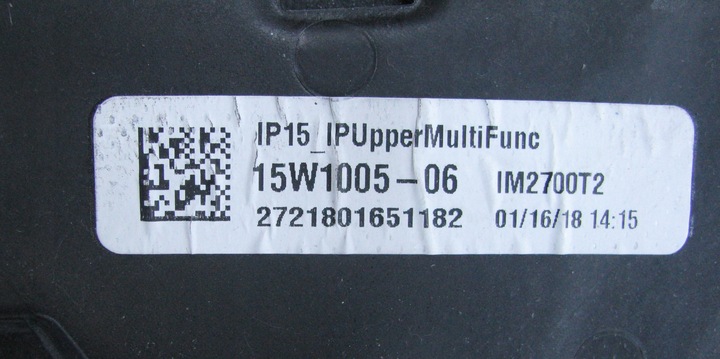 IP15_IPUpperMultiFunc
15W1005-06 IM2700T2
2721801651182 01/16/18 14:15